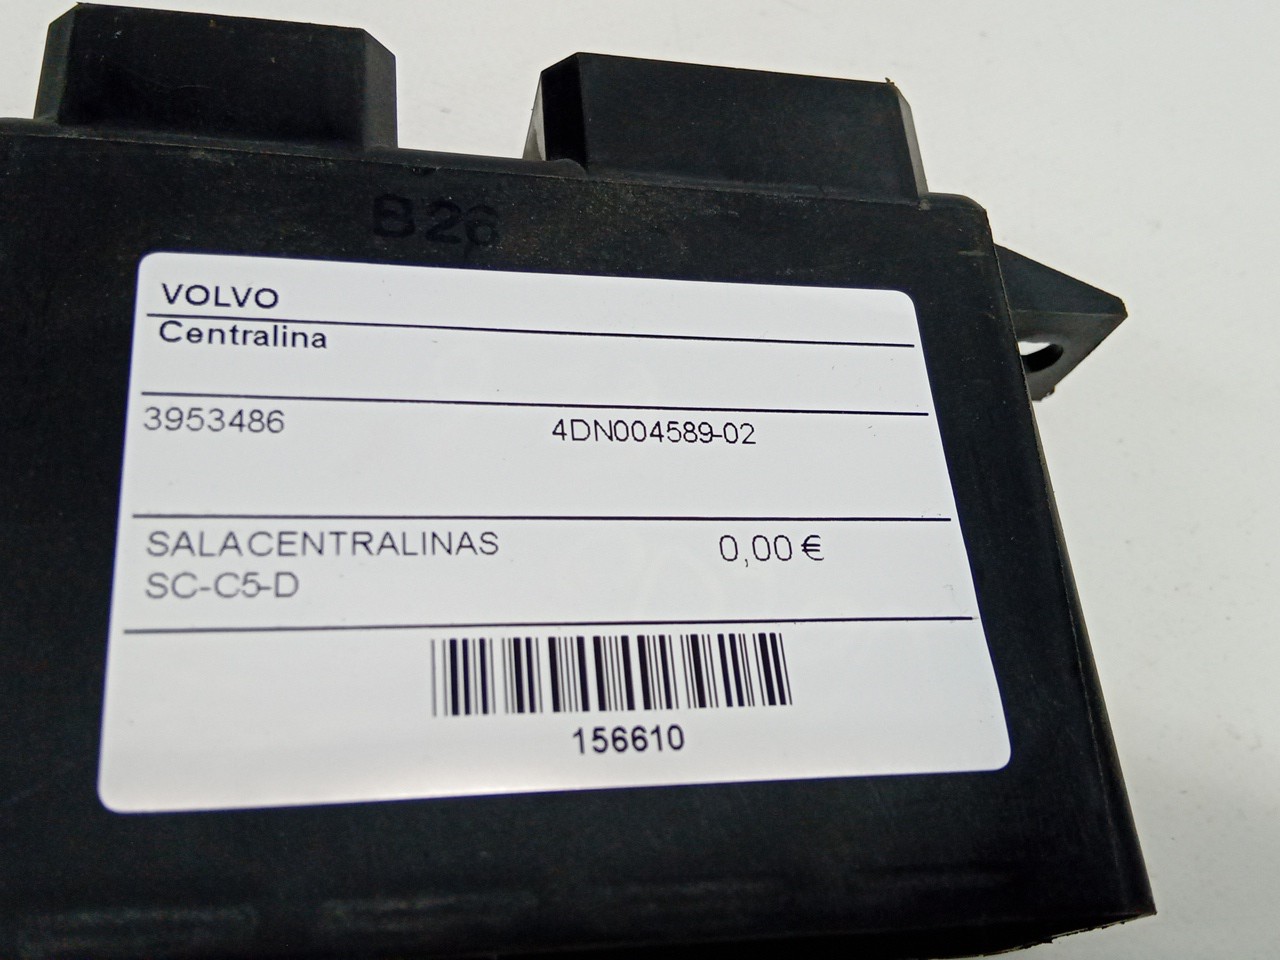 B26
VOLVO
Centralina
3953486 4DN004589-02
SALACENTRALINAS 0,00 €
SC-C5-D
156610